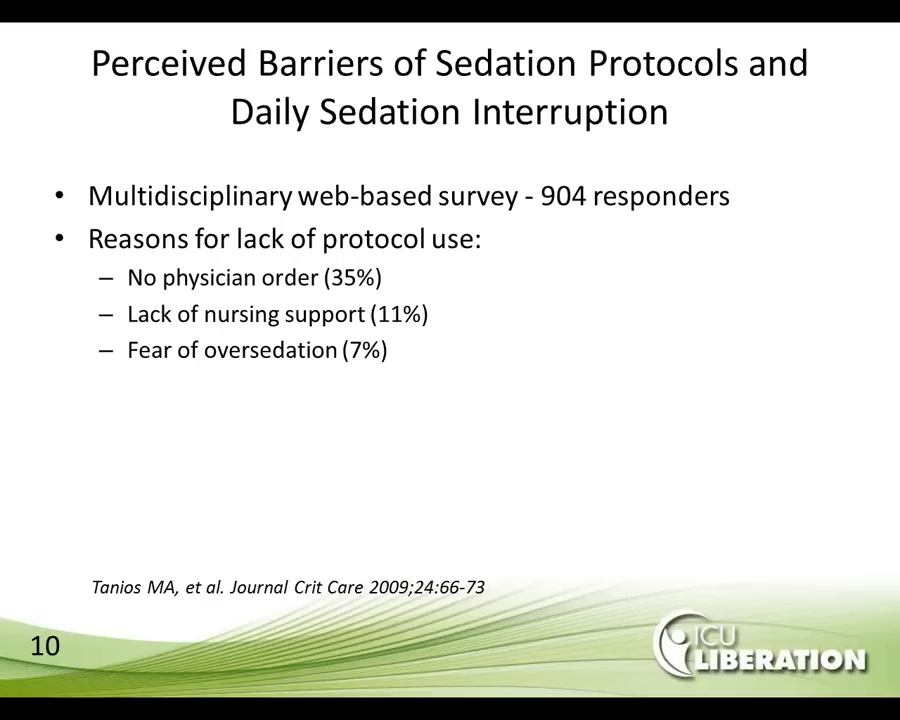 Perceived Barriers of Sedation Protocols and
Daily Sedation Interruption
• Multidisciplinary web-based survey - 904 responders
• Reasons for lack of protocol use:
– No physician order (35%)
– Lack of nursing support (11%)
– Fear of oversedation (7%)
Tanios MA, et al. Journal Crit Care 2009;24:66-73
10
ICU
LIBERATION